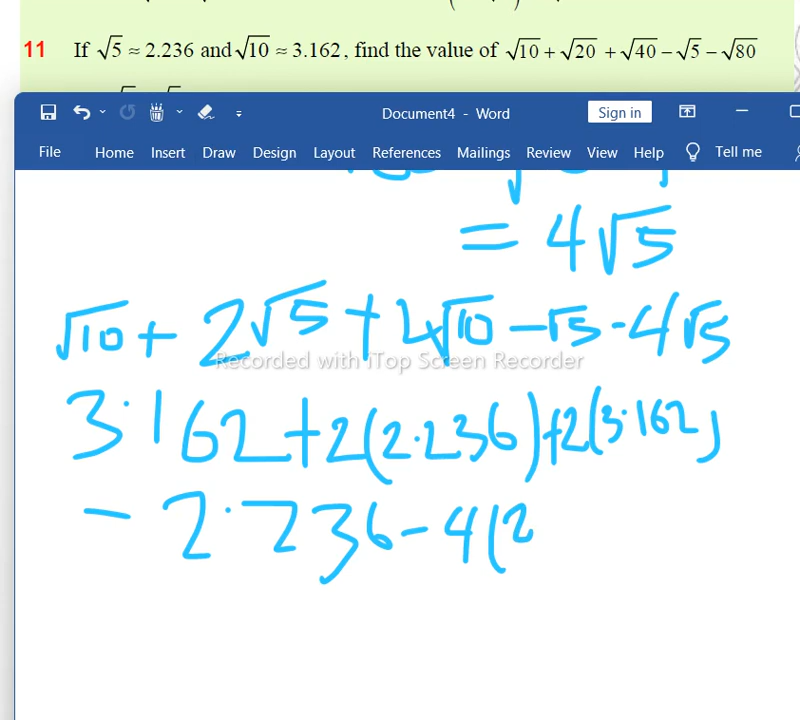 11 If √5 ≈ 2.236 and √10 ≈ 3.162, find the value of √10 + √20 + √40 − √5 − √80
Document4 - Word
Sign in
File Home Insert Draw Design Layout References Mailings Review View Help Tell me
= 4√5
√10 + 2√5 + 2√10 − √5 - 4√5
Recorded with iTop Screen Recorder
3.162 + 2(2.236) + 2(3.162)
− 2.236 − 4(2